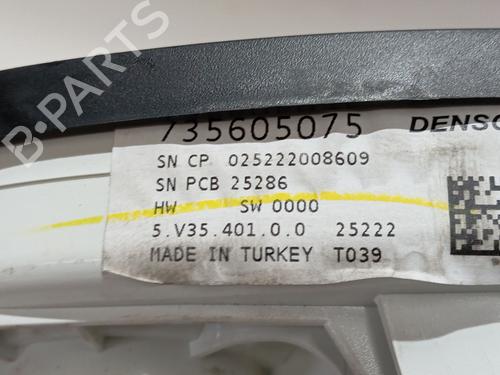 B-PARTS
735605075 DENSO
SN CP 025222008609
SN PCB 25286
HW SW 0000
5.V35.401.0.0 25222
MADE IN TURKEY T039